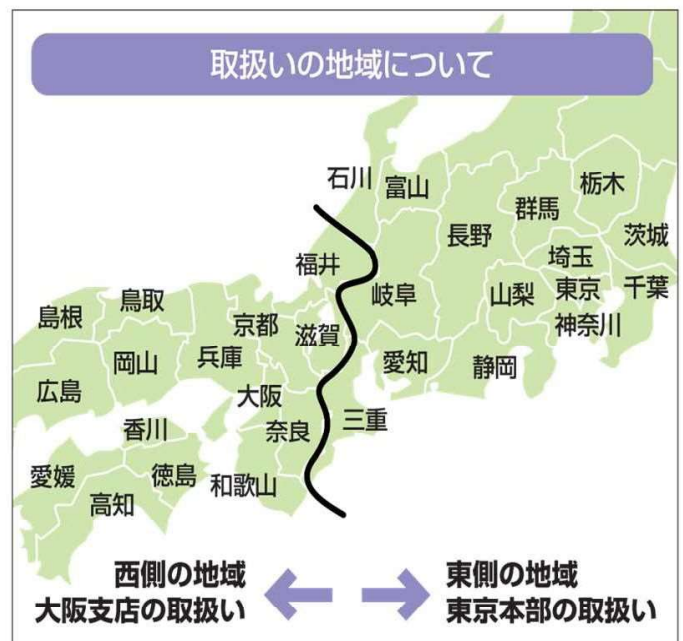 取扱いの地域について
石川
富山
栃木
群馬
長野
茨城
埼玉
福井
岐阜
山梨
東京
千葉
島根
鳥取
京都
滋賀
神奈川
岡山
兵庫
愛知
静岡
広島
大阪
香川
奈良
三重
愛媛
徳島
和歌山
高知
西側の地域
大阪支店の取扱い
東側の地域
東京本部の取扱い